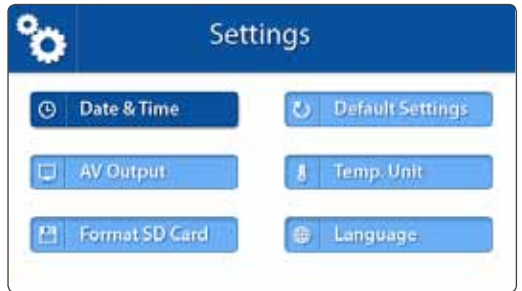 Settings
Date & Time
Default Settings
AV Output
Temp. Unit
Format SD Card
Language